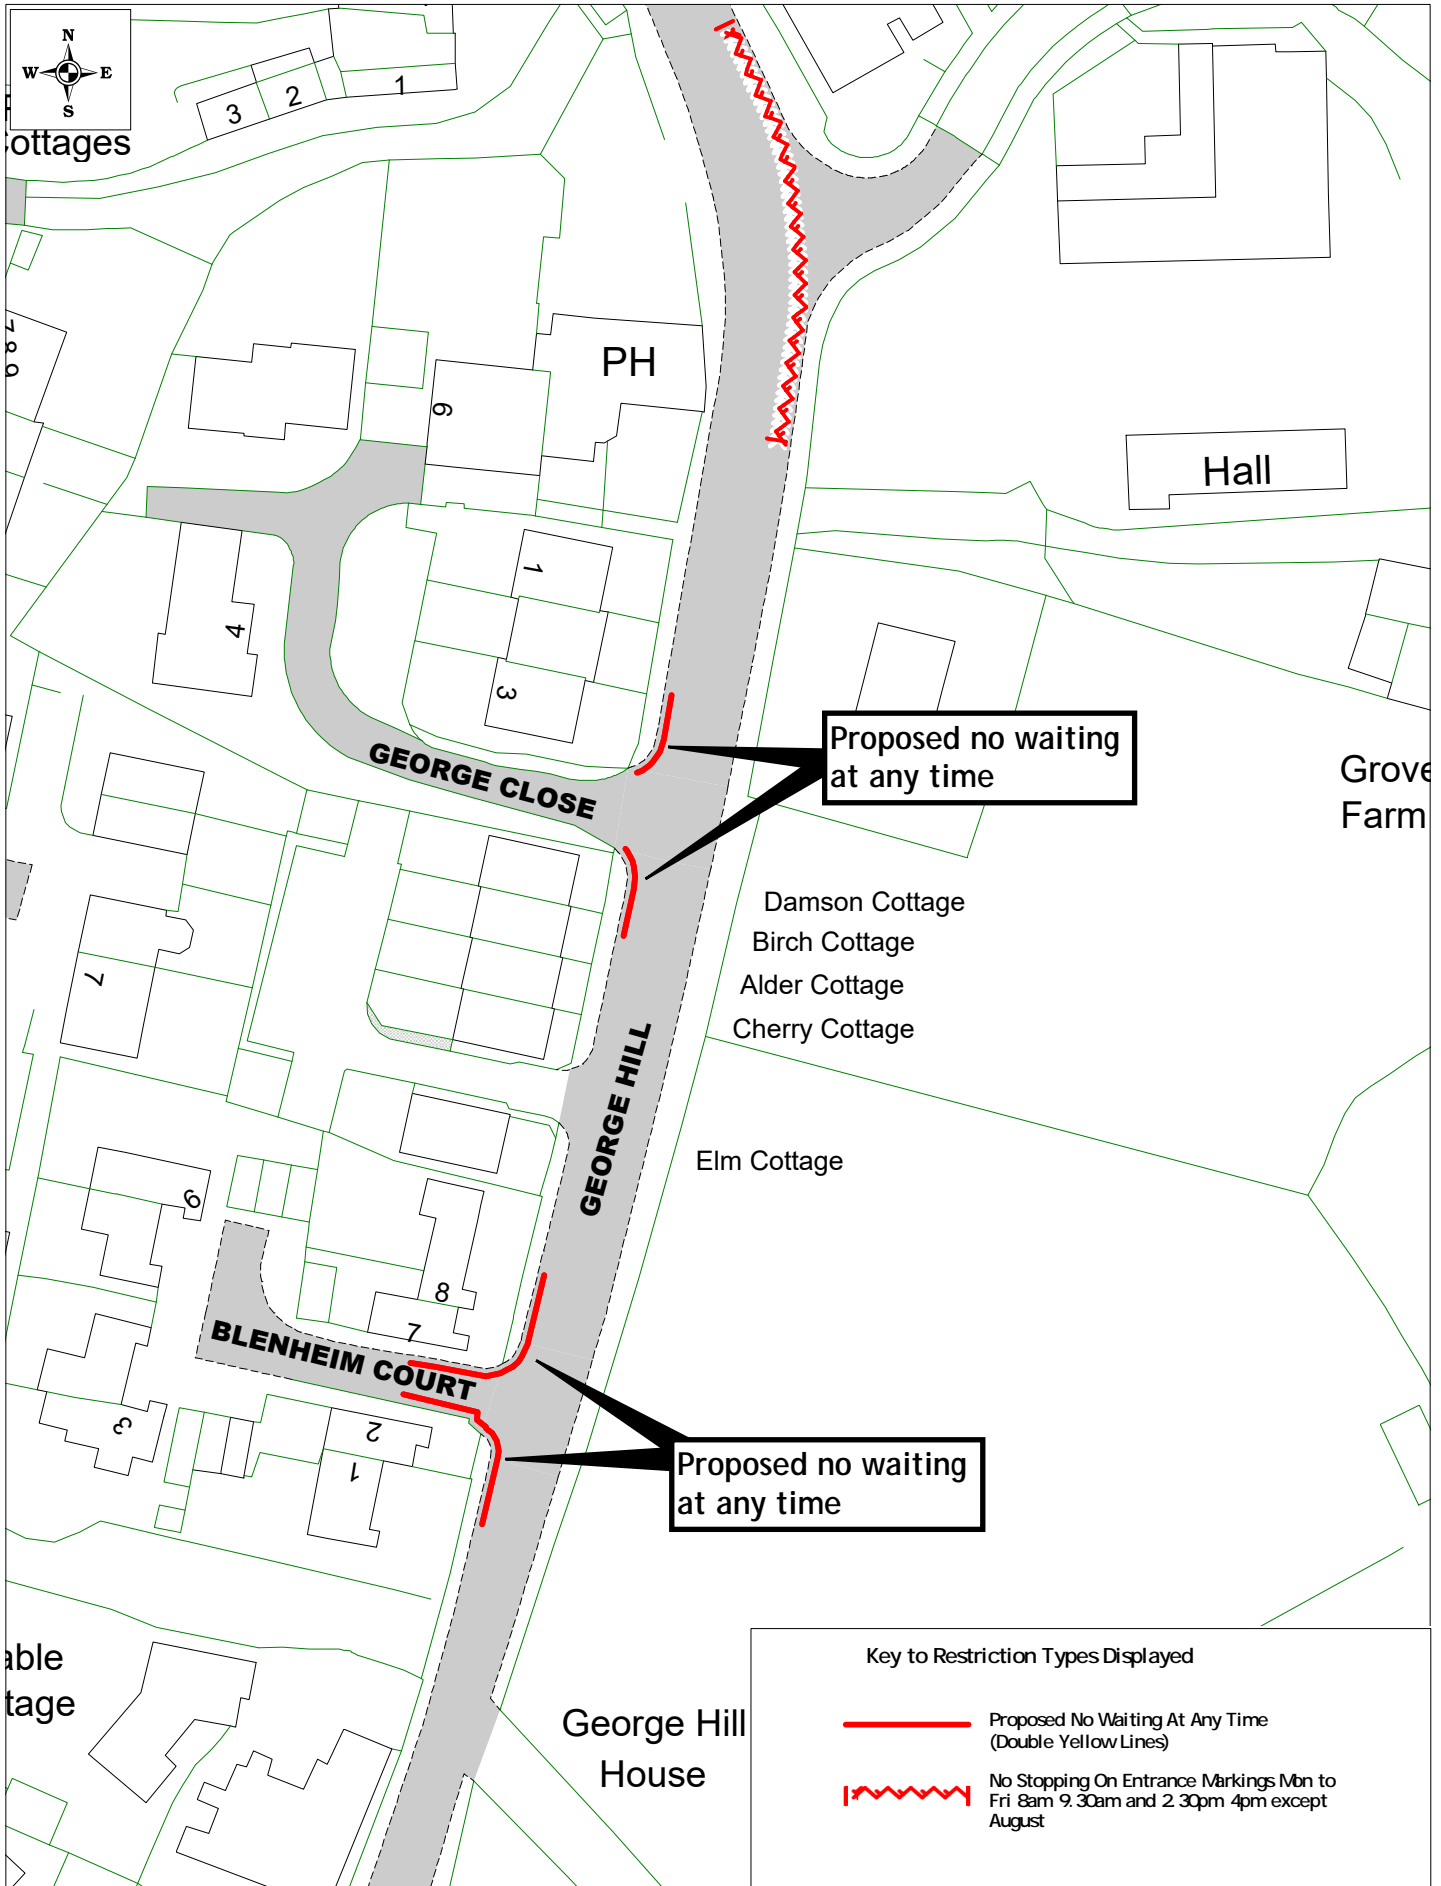 N
W E
S
ottages
3
2
1
7 8 9
PH
6
Hall
1
4
3
GEORGE CLOSE
Proposed no waiting
at any time
Grove
Farm
7
Damson Cottage
Birch Cottage
Alder Cottage
Cherry Cottage
GEORGE HILL
Elm Cottage
9
8
7
BLENHEIM COURT
3
2
1
Proposed no waiting
at any time
able
tage
George Hill
House
Key to Restriction Types Displayed
Proposed No Waiting At Any Time
(Double Yellow Lines)
No Stopping On Entrance Markings Mon to
Fri 8am 9.30am and 2.30pm 4pm except
August